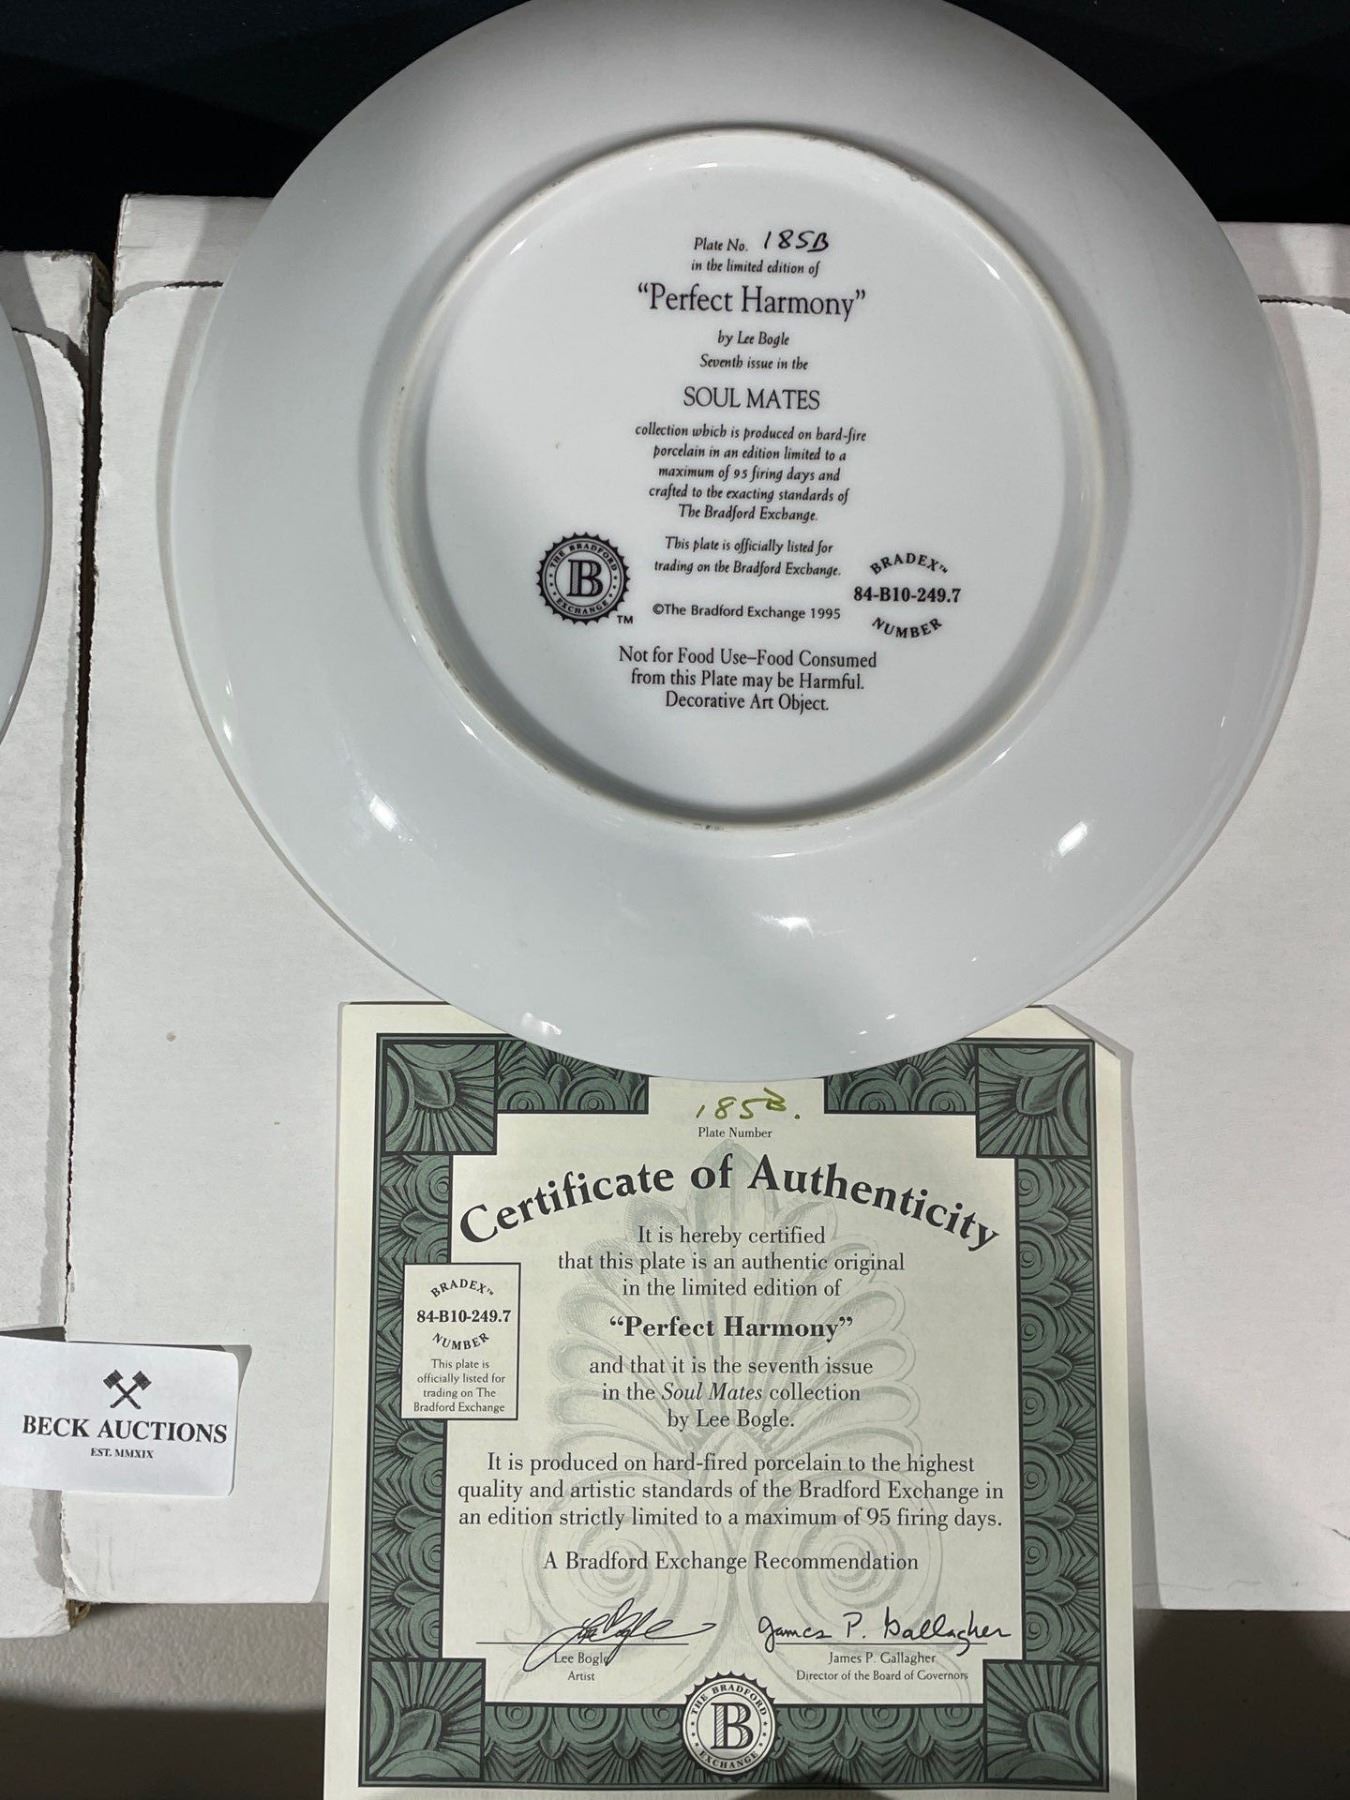 Plate No. 185B
in the limited edition of
“Perfect Harmony”
by Lee Bogle
Seventh issue in the
SOUL MATES
collection which is produced on hard-fire
porcelain in an edition limited to a
maximum of 95 firing days and
crafted to the exacting standards of
The Bradford Exchange.
This plate is officially listed for
trading on the Bradford Exchange.
©The Bradford Exchange 1995
THE BRADFORD
B
EXCHANGE
TM
BRADEX™
84-B10-249.7
NUMBER
Not for Food Use–Food Consumed
from this Plate may be Harmful.
Decorative Art Object.
185B.
Plate Number
Certificate of Authenticity
It is hereby certified
that this plate is an authentic original
in the limited edition of
“Perfect Harmony”
and that it is the seventh issue
in the Soul Mates collection
by Lee Bogle.
BRADEX™
84-B10-249.7
NUMBER
This plate is
officially listed for
trading on The
Bradford Exchange
It is produced on hard-fired porcelain to the highest
quality and artistic standards of the Bradford Exchange in
an edition strictly limited to a maximum of 95 firing days.
A Bradford Exchange Recommendation
Lee Bogle
Lee Bogle
Artist
James P. Gallagher
James P. Gallagher
Director of the Board of Governors
THE BRADFORD
B
EXCHANGE
BECK AUCTIONS
EST. MMXIX